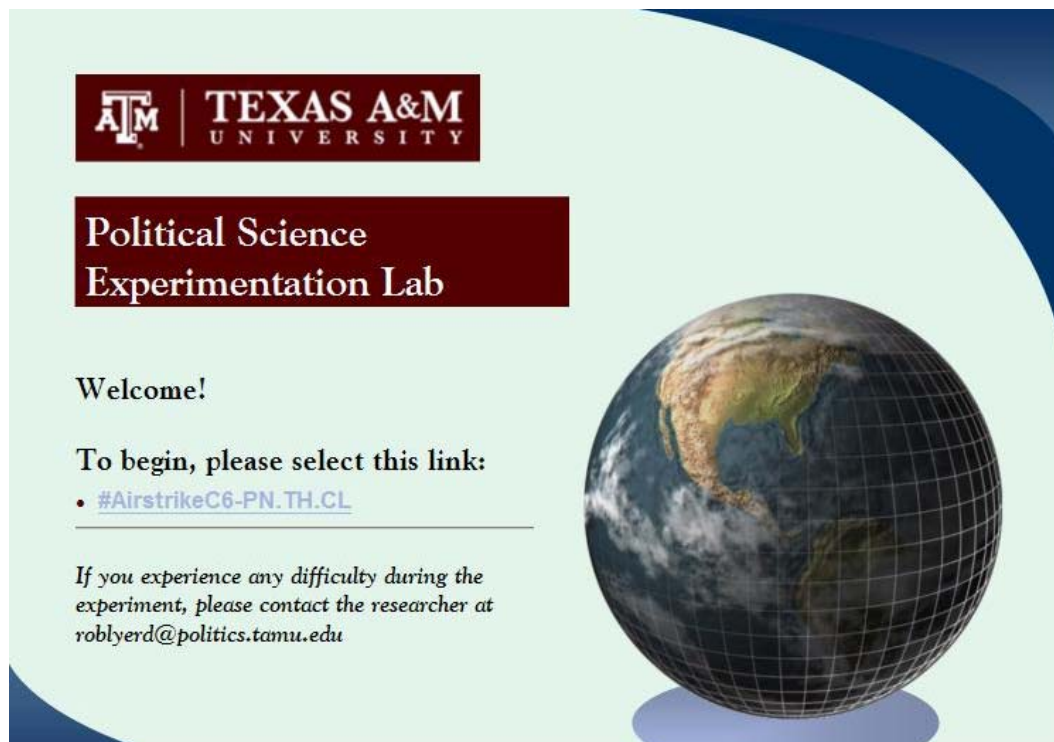 TEXAS A&M
UNIVERSITY
Political Science
Experimentation Lab
Welcome!
To begin, please select this link:
• #AirstrikeC6-PN.TH.CL
If you experience any difficulty during the
experiment, please contact the researcher at
roblyerd@politics.tamu.edu